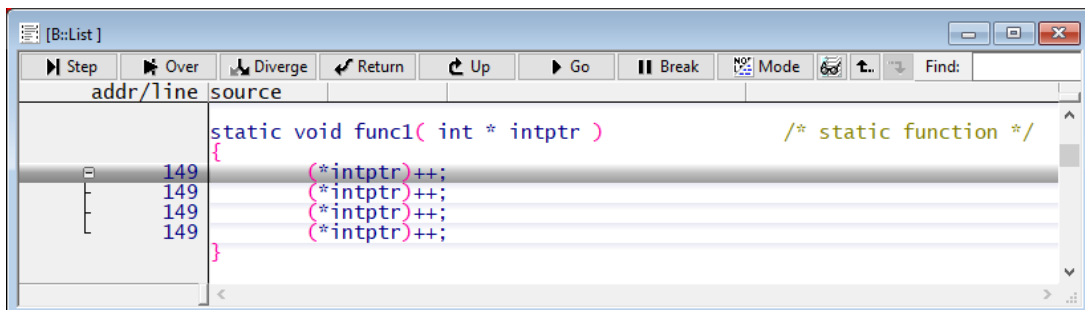 [B::List ]
Step Over Diverge Return Up Go Break Mode t.. Find:
addr/line source
static void func1( int * intptr ) /* static function */
{
149 (*intptr)++;
149 (*intptr)++;
149 (*intptr)++;
149 (*intptr)++;
}